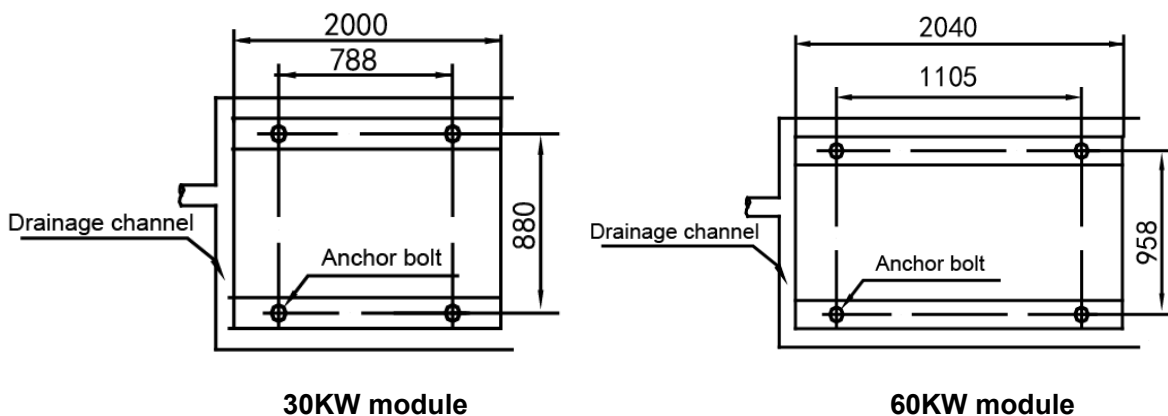 2000
788
880
Drainage channel
Anchor bolt
30KW module
2040
1105
958
Drainage channel
Anchor bolt
60KW module